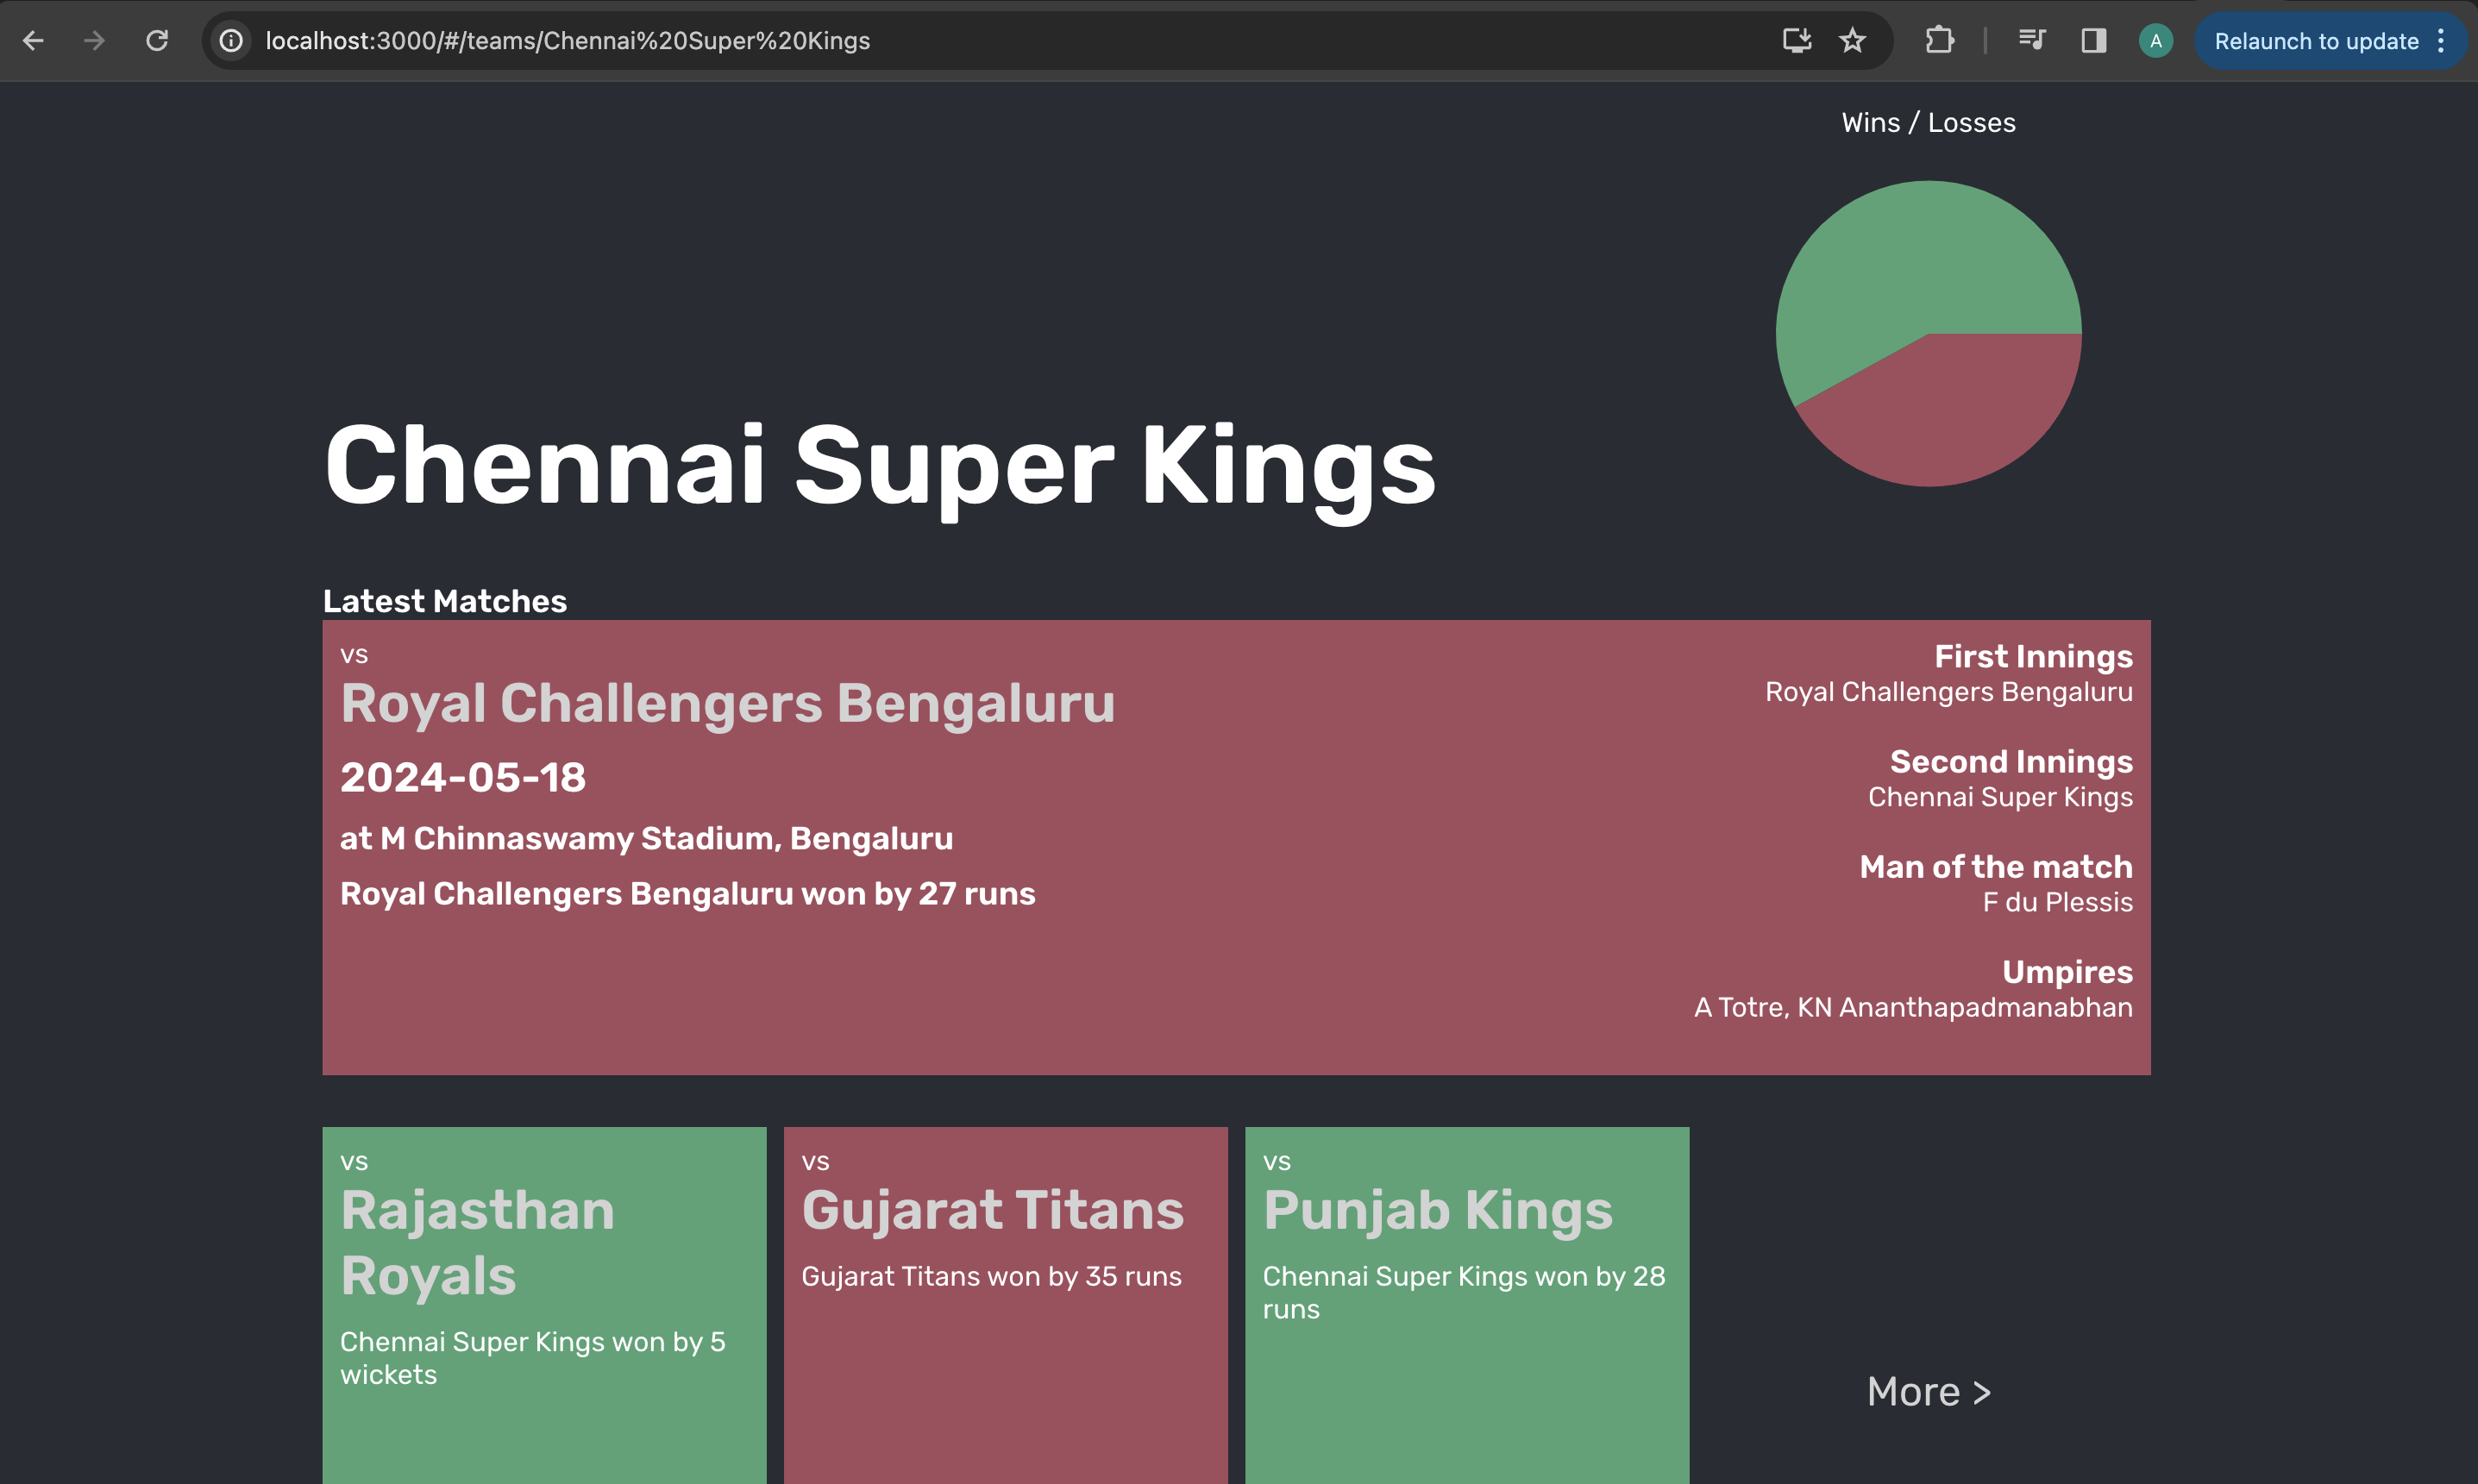 localhost:3000/#/teams/Chennai%20Super%20Kings
A
Relaunch to update
Wins / Losses
Chennai Super Kings
Latest Matches
vs
Royal Challengers Bengaluru
2024-05-18
at M Chinnaswamy Stadium, Bengaluru
Royal Challengers Bengaluru won by 27 runs
First Innings
Royal Challengers Bengaluru
Second Innings
Chennai Super Kings
Man of the match
F du Plessis
Umpires
A Totre, KN Ananthapadmanabhan
vs
Rajasthan
Royals
Chennai Super Kings won by 5
wickets
vs
Gujarat Titans
Gujarat Titans won by 35 runs
vs
Punjab Kings
Chennai Super Kings won by 28
runs
More >